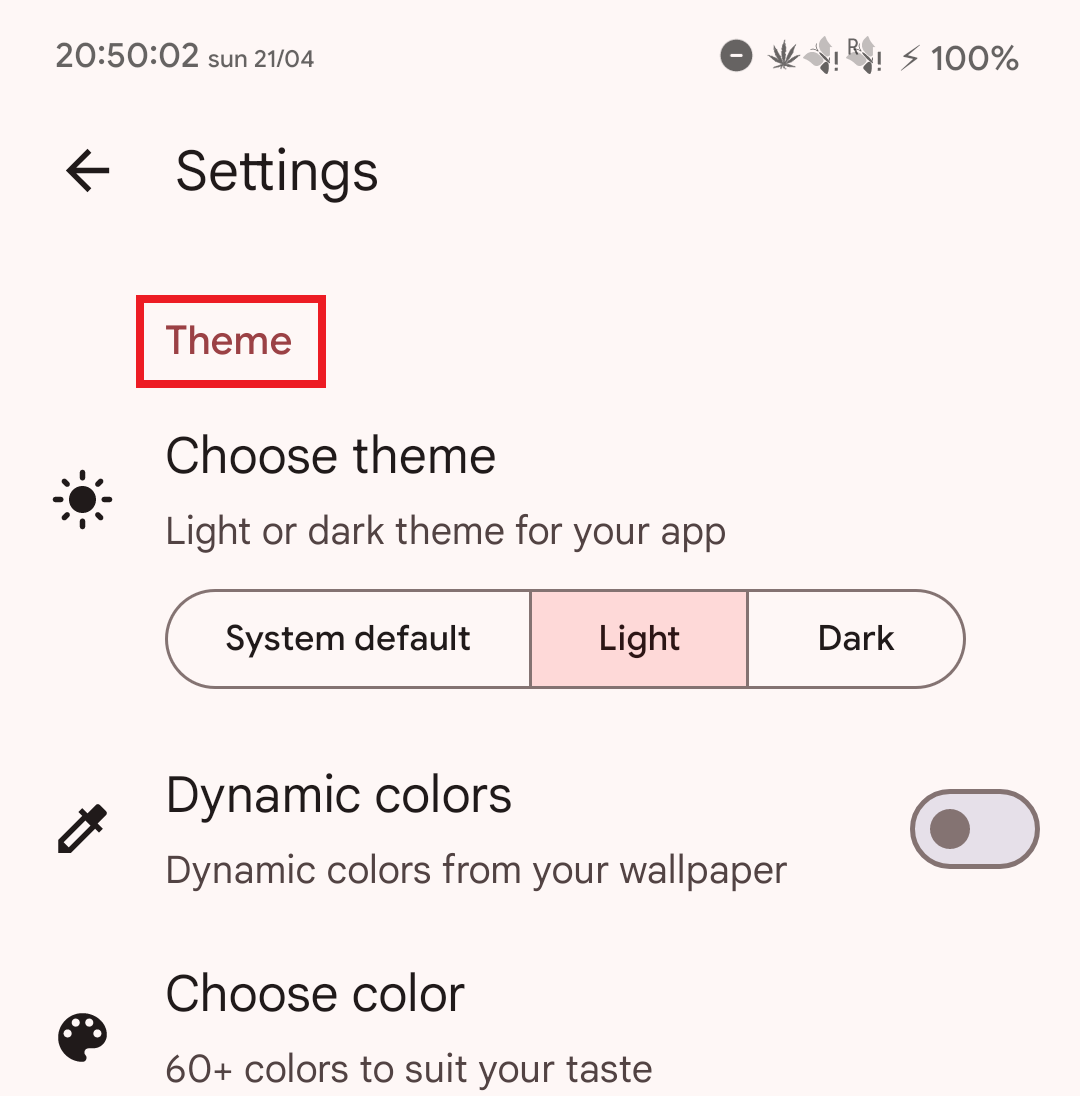 20:50:02 sun 21/04
R
! ! 100%
Settings
Theme
Choose theme
Light or dark theme for your app
System default Light Dark
Dynamic colors
Dynamic colors from your wallpaper
Choose color
60+ colors to suit your taste